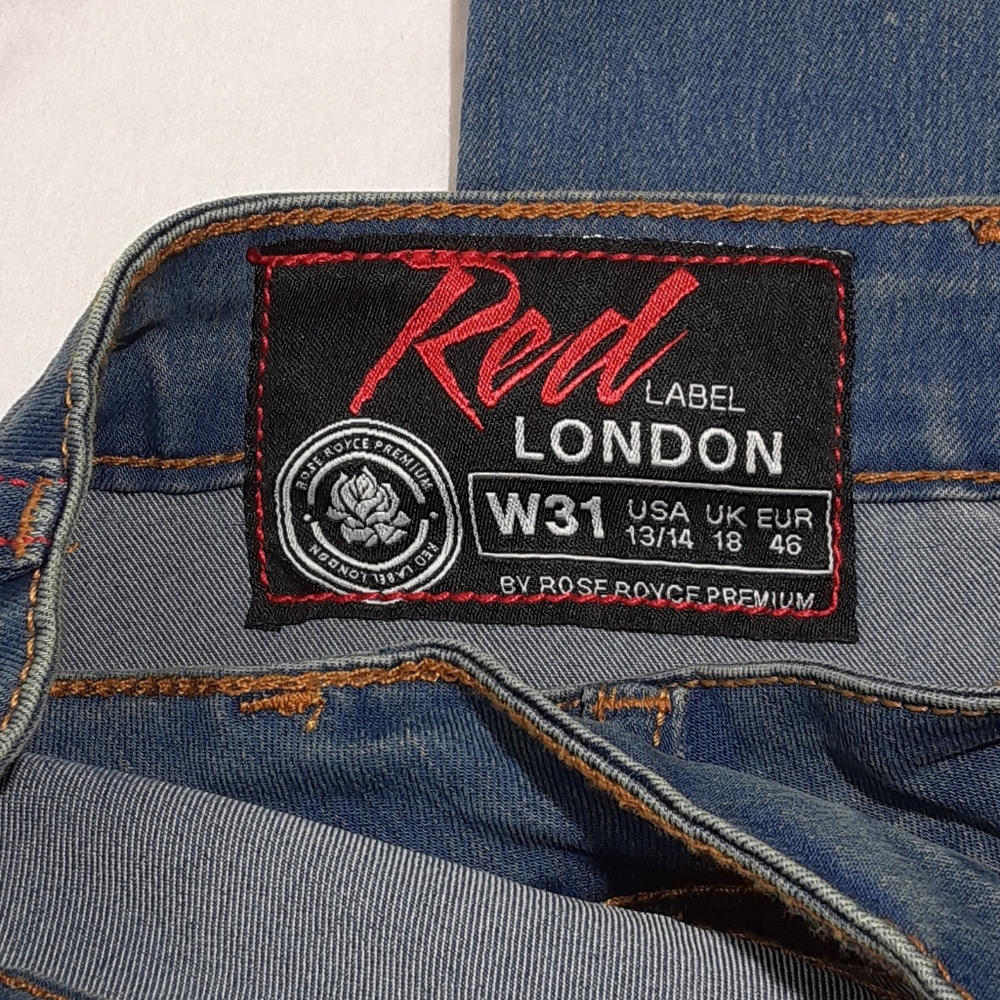 Red
LABEL
LONDON
W31
USA UK EUR
13/14 18 46
BY ROSE ROYCE PREMIUM
ROSE ROYCE PREMIUM
RED LABEL LONDON